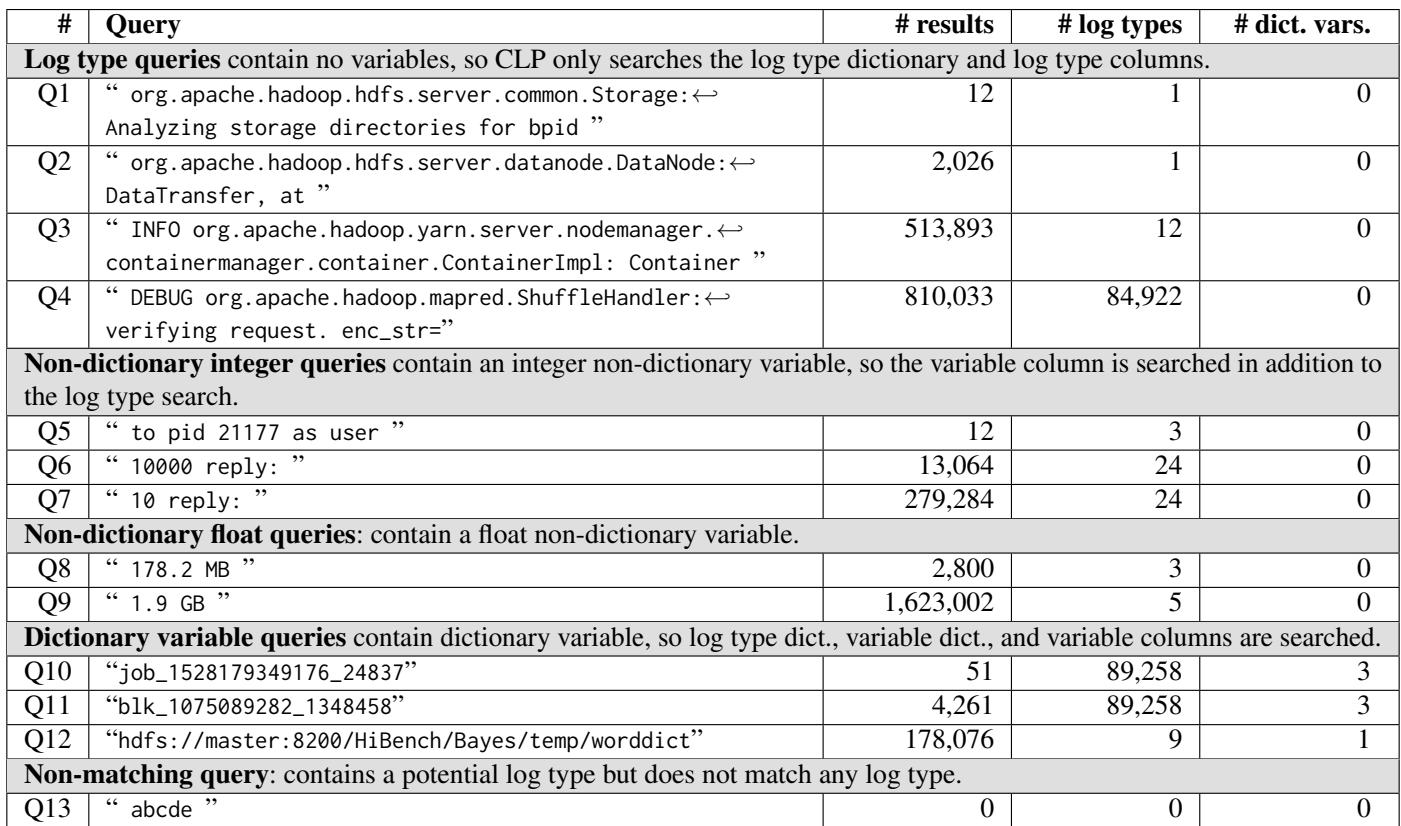 # Query # results # log types # dict. vars.
Log type queries contain no variables, so CLP only searches the log type dictionary and log type columns.
Q1 “ org.apache.hadoop.hdfs.server.common.Storage:↩ 12 1 0
Analyzing storage directories for bpid ”
Q2 “ org.apache.hadoop.hdfs.server.datanode.DataNode:↩ 2,026 1 0
DataTransfer, at ”
Q3 “ INFO org.apache.hadoop.yarn.server.nodemanager.↩ 513,893 12 0
containermanager.container.ContainerImpl: Container ”
Q4 “ DEBUG org.apache.hadoop.mapred.ShuffleHandler:↩ 810,033 84,922 0
verifying request. enc_str=”
Non-dictionary integer queries contain an integer non-dictionary variable, so the variable column is searched in addition to
the log type search.
Q5 “ to pid 21177 as user ” 12 3 0
Q6 “ 10000 reply: ” 13,064 24 0
Q7 “ 10 reply: ” 279,284 24 0
Non-dictionary float queries: contain a float non-dictionary variable.
Q8 “ 178.2 MB ” 2,800 3 0
Q9 “ 1.9 GB ” 1,623,002 5 0
Dictionary variable queries contain dictionary variable, so log type dict., variable dict., and variable columns are searched.
Q10 “job_1528179349176_24837” 51 89,258 3
Q11 “blk_1075089282_1348458” 4,261 89,258 3
Q12 “hdfs://master:8200/HiBench/Bayes/temp/worddict” 178,076 9 1
Non-matching query: contains a potential log type but does not match any log type.
Q13 “ abcde ” 0 0 0